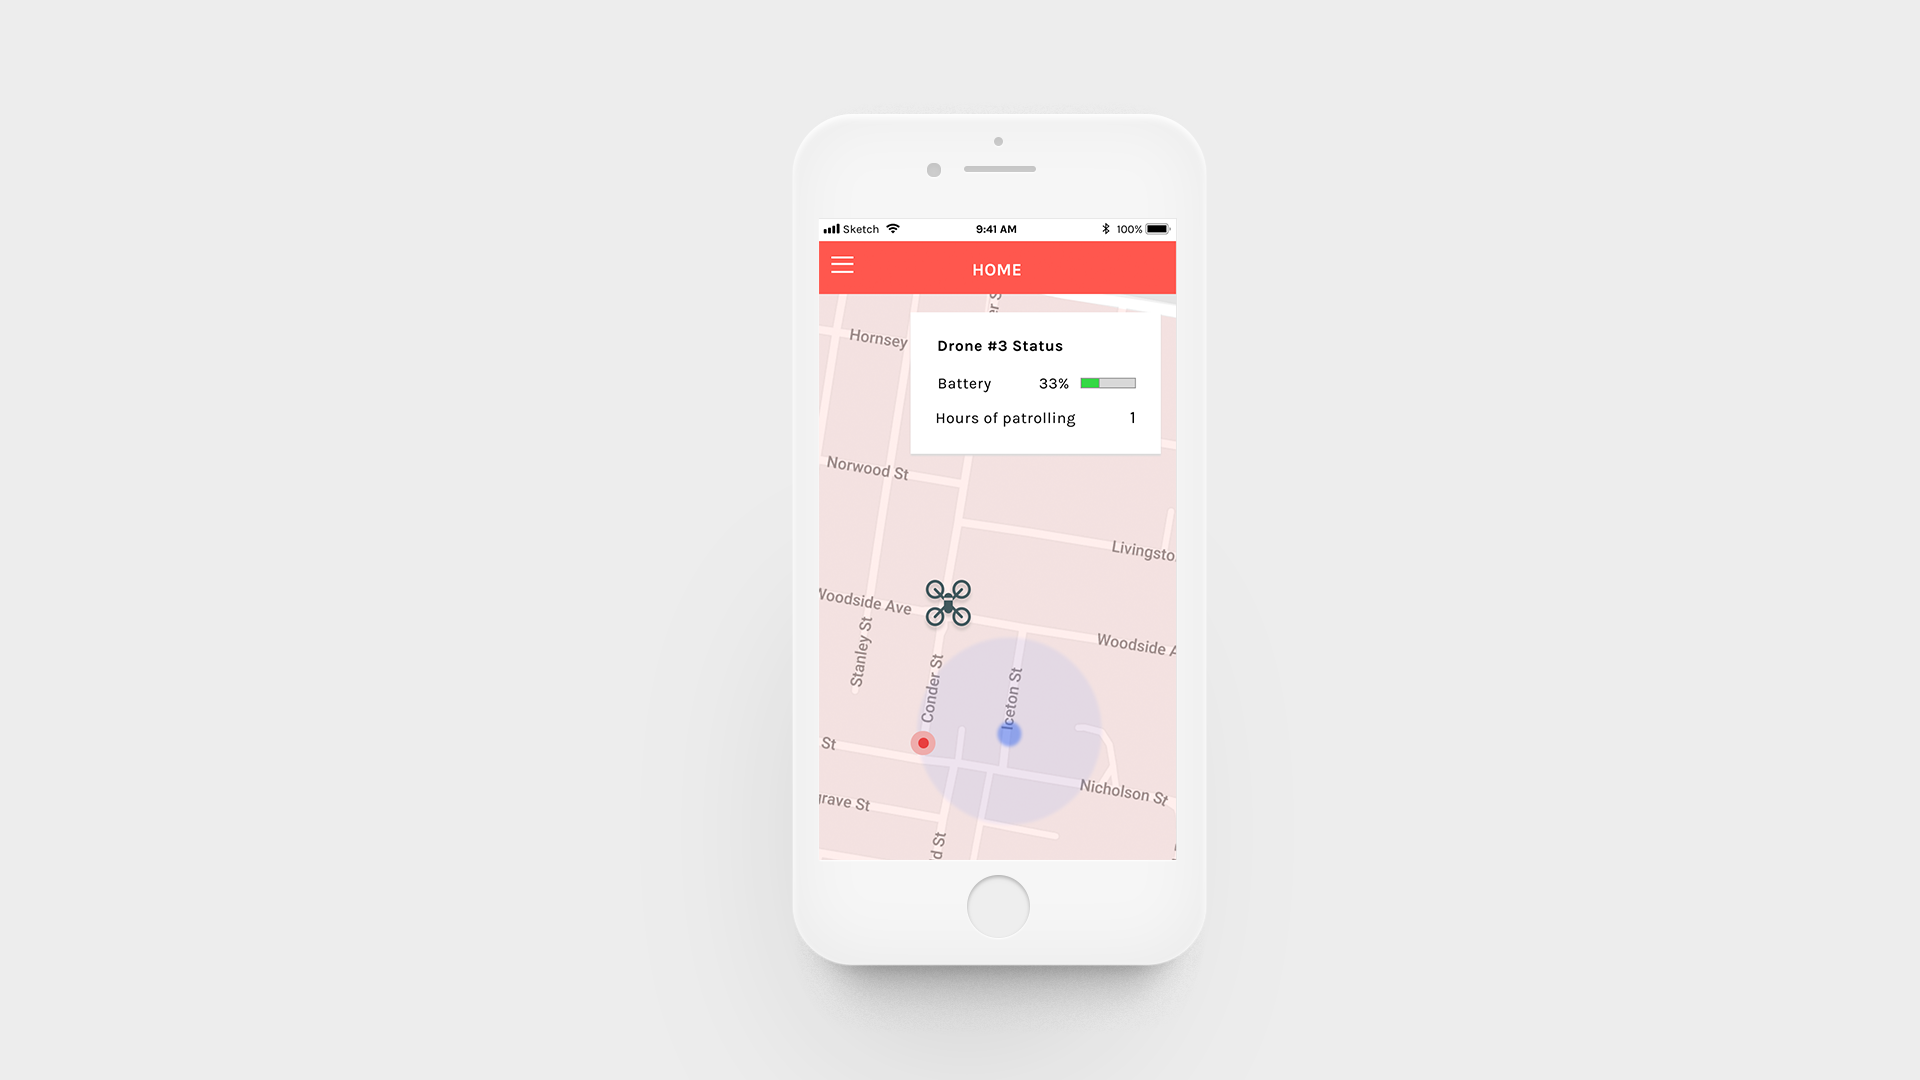 Sketch 9:41 AM 100%
HOME
Hornsey
Drone #3 Status
Battery 33%
Hours of patrolling 1
Norwood St
Woodside Ave
Stanley St
Conder St
Iceton St
Woodside A
St
Nicholson St
rave St
d St